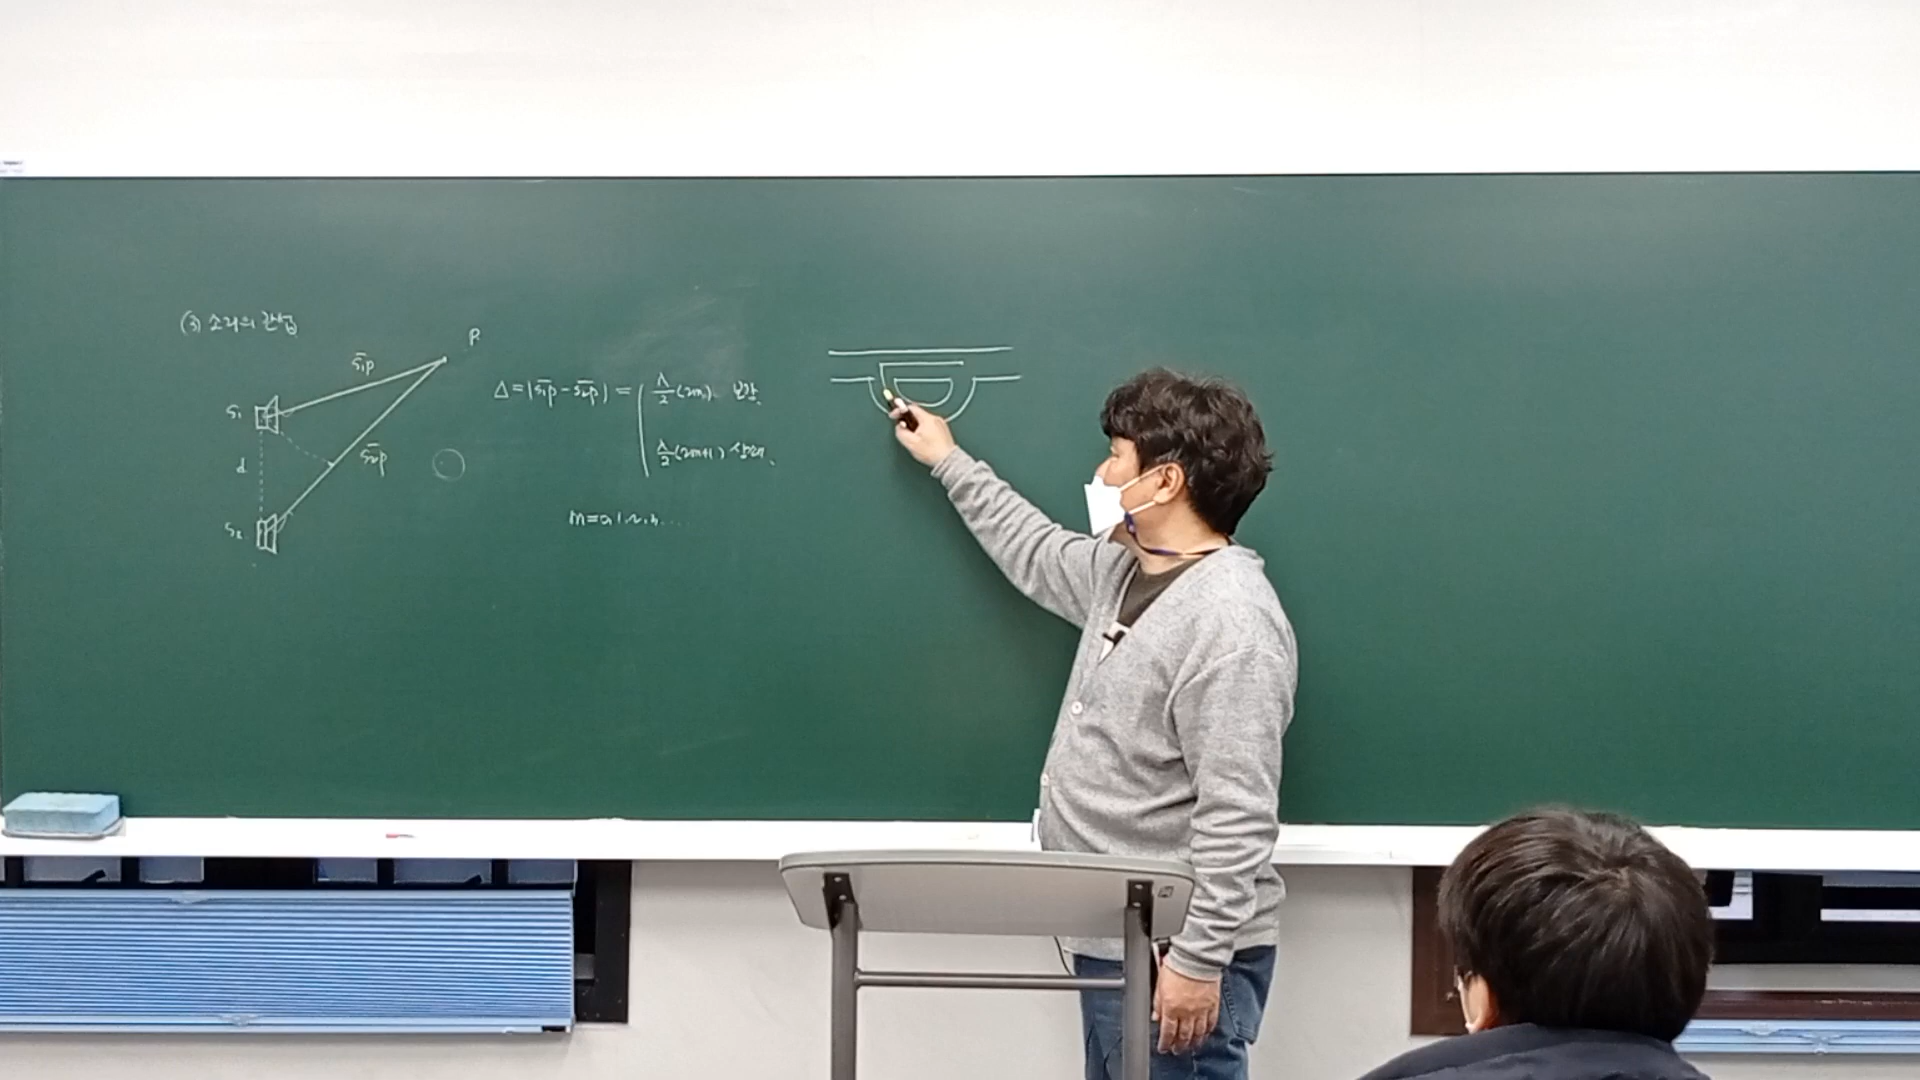 (3) 소리의 간섭
P
S₁P
S₁
Δ=|S₁P-S₂P|= λ/2(2m). 보강.
d
S₂P
λ/2(2m+1) 상쇄.
S₂
m=0,1,2,3....